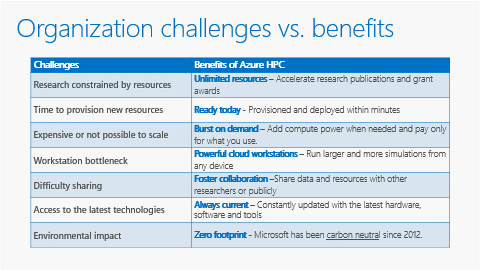 Organization challenges vs. benefits
Challenges
Benefits of Azure HPC
Research constrained by resources
Unlimited resources – Accelerate research publications and grant
awards
Time to provision new resources
Ready today - Provisioned and deployed within minutes
Expensive or not possible to scale
Burst on demand – Add compute power when needed and pay only
for what you use.
Workstation bottleneck
Powerful cloud workstations – Run larger and more simulations from
any device
Difficulty sharing
Foster collaboration –Share data and resources with other
researchers or publicly
Access to the latest technologies
Always current – Constantly updated with the latest hardware,
software and tools
Environmental impact
Zero footprint - Microsoft has been carbon neutral since 2012.